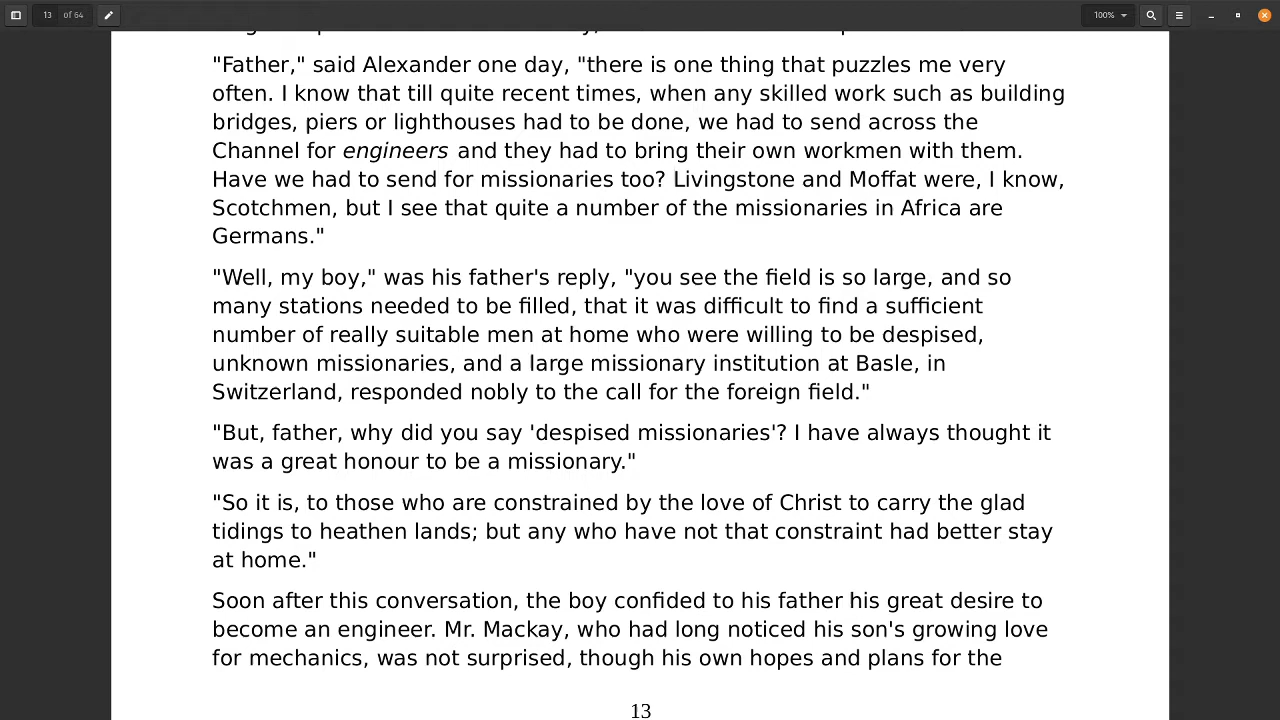 13 of 64
100%
"Father," said Alexander one day, "there is one thing that puzzles me very
often. I know that till quite recent times, when any skilled work such as building
bridges, piers or lighthouses had to be done, we had to send across the
Channel for engineers and they had to bring their own workmen with them.
Have we had to send for missionaries too? Livingstone and Moffat were, I know,
Scotchmen, but I see that quite a number of the missionaries in Africa are
Germans."
"Well, my boy," was his father's reply, "you see the field is so large, and so
many stations needed to be filled, that it was difficult to find a sufficient
number of really suitable men at home who were willing to be despised,
unknown missionaries, and a large missionary institution at Basle, in
Switzerland, responded nobly to the call for the foreign field."
"But, father, why did you say 'despised missionaries'? I have always thought it
was a great honour to be a missionary."
"So it is, to those who are constrained by the love of Christ to carry the glad
tidings to heathen lands; but any who have not that constraint had better stay
at home."
Soon after this conversation, the boy confided to his father his great desire to
become an engineer. Mr. Mackay, who had long noticed his son's growing love
for mechanics, was not surprised, though his own hopes and plans for the
13